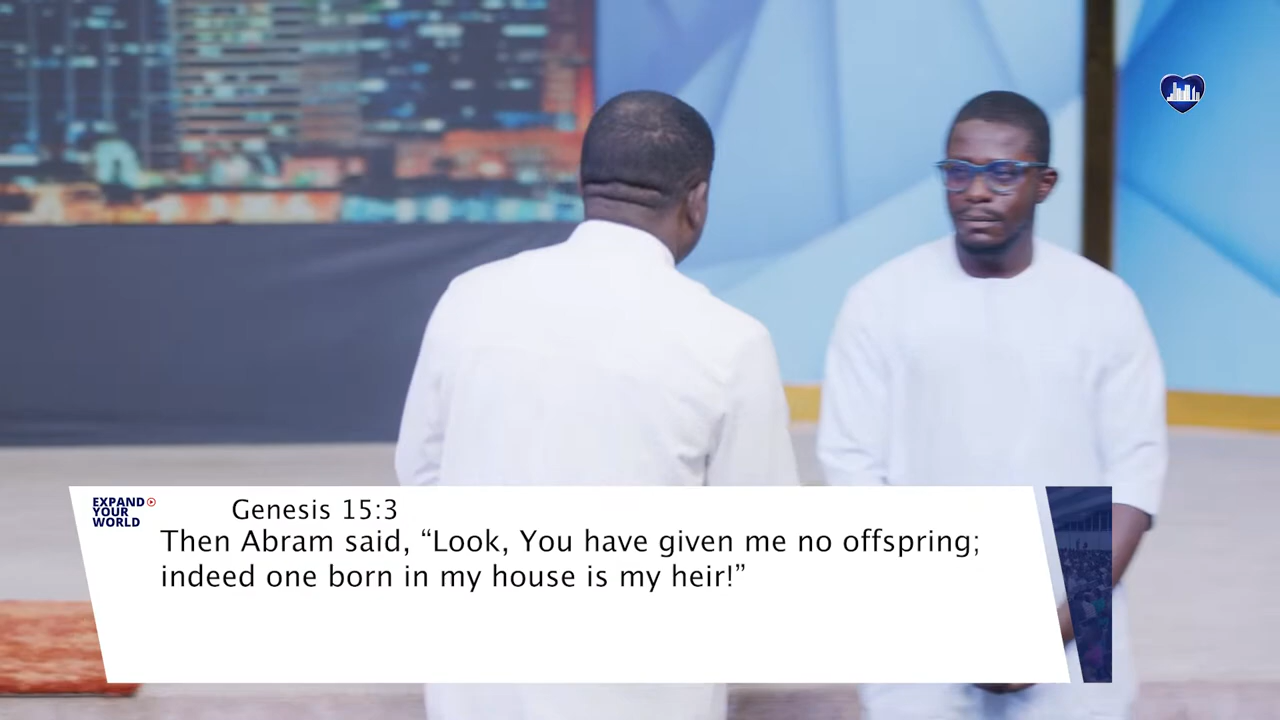 EXPAND
YOUR
WORLD
Genesis 15:3
Then Abram said, “Look, You have given me no offspring;
indeed one born in my house is my heir!”